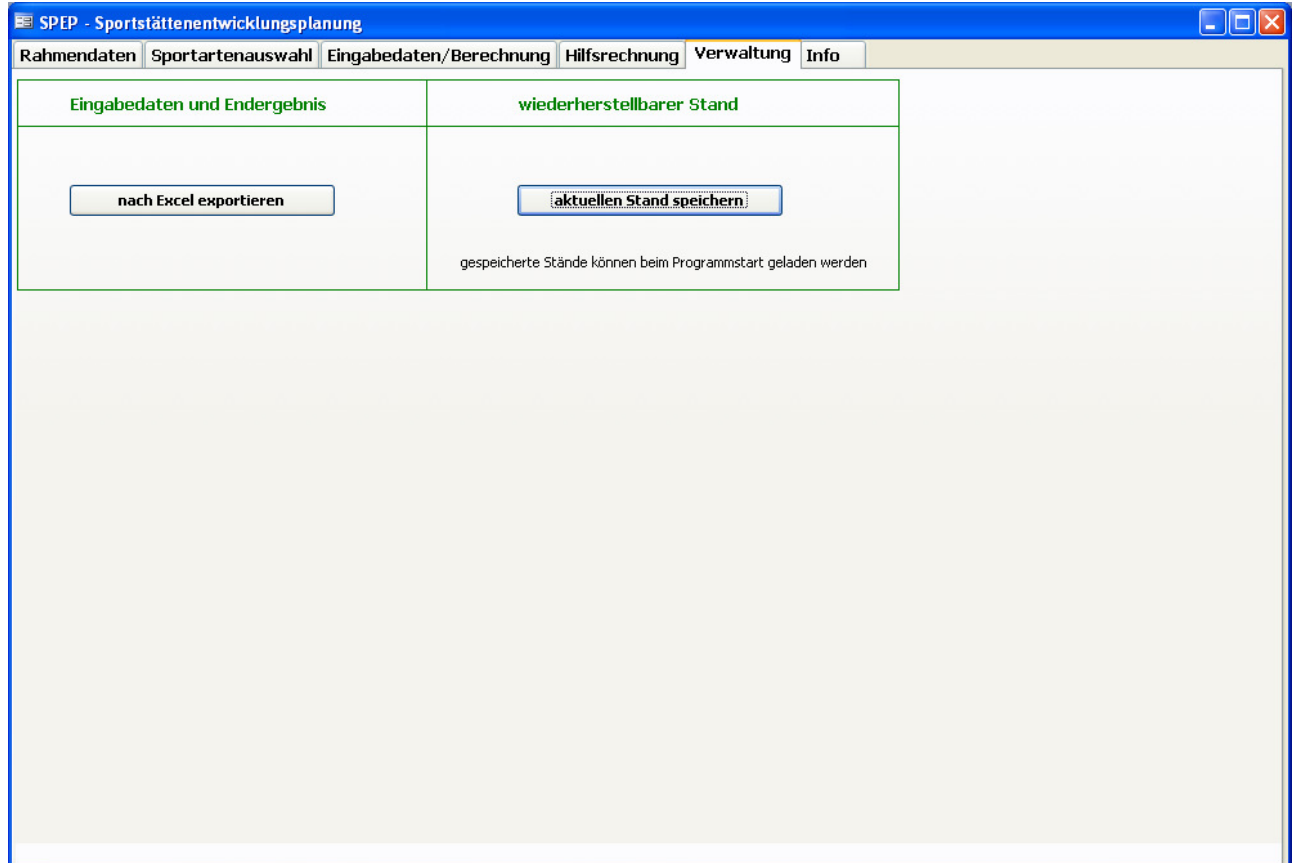 SPEP - Sportstättenentwicklungsplanung
Rahmendaten Sportartenauswahl Eingabedaten/Berechnung Hilfsrechnung Verwaltung Info
Eingabedaten und Endergebnis wiederherstellbarer Stand
nach Excel exportieren aktuellen Stand speichern
gespeicherte Stände können beim Programmstart geladen werden